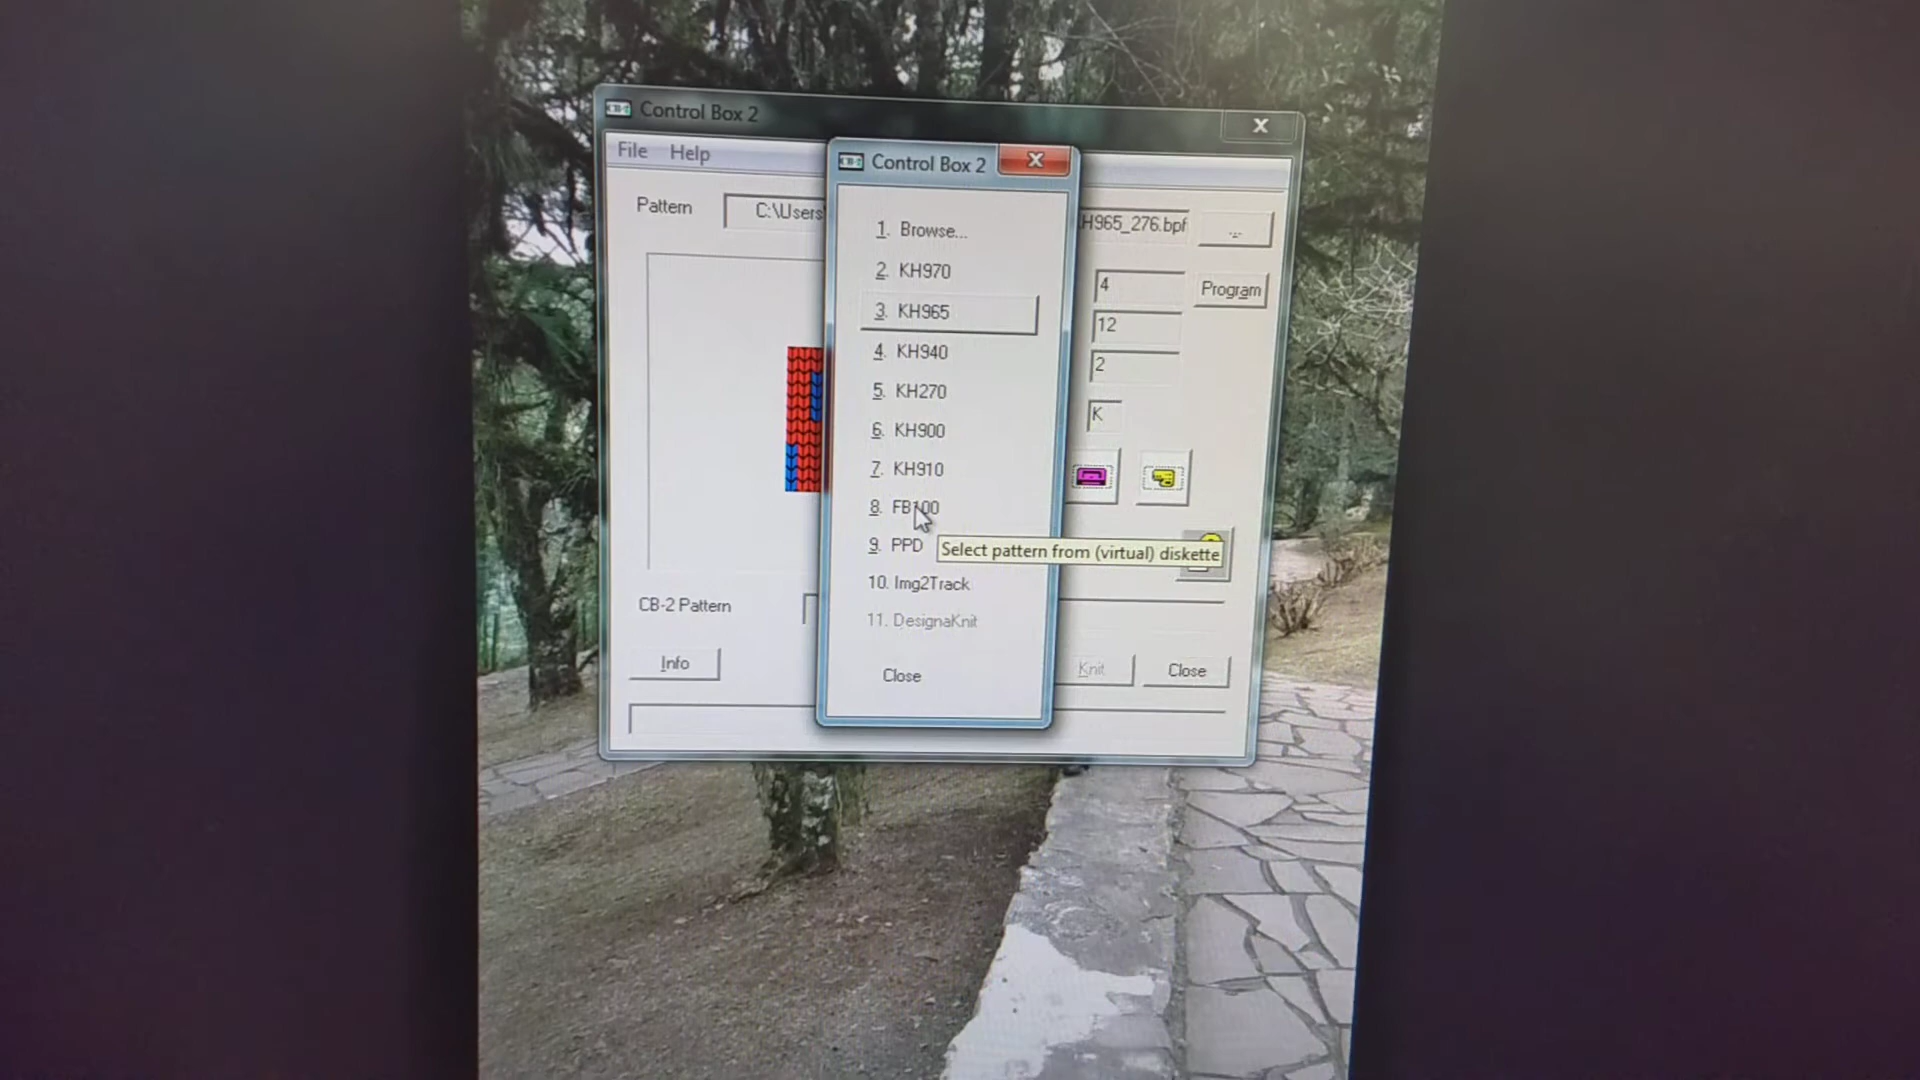 Control Box 2
File Help
Pattern
C:\Users\
H965_276.bpf
...
4
Program
12
2
K
CB-2 Pattern
Info
Knit
Close
Control Box 2
1. Browse...
2. KH970
3. KH965
4. KH940
5. KH270
6. KH900
7. KH910
8. FB100
9. PPD
Select pattern from (virtual) diskette
10. Img2Track
11. DesignaKnit
Close